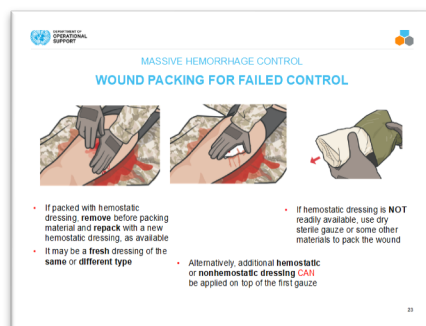 DEPARTMENT OF
OPERATIONAL
SUPPORT
MASSIVE HEMORRHAGE CONTROL
WOUND PACKING FOR FAILED CONTROL
• If packed with hemostatic
dressing, remove before packing
material and repack with a new
hemostatic dressing, as available
• It may be a fresh dressing of the
same or different type
• Alternatively, additional hemostatic
or nonhemostatic dressing CAN
be applied on top of the first gauze
• If hemostatic dressing is NOT
readily available, use dry
sterile gauze or some other
materials to pack the wound
23